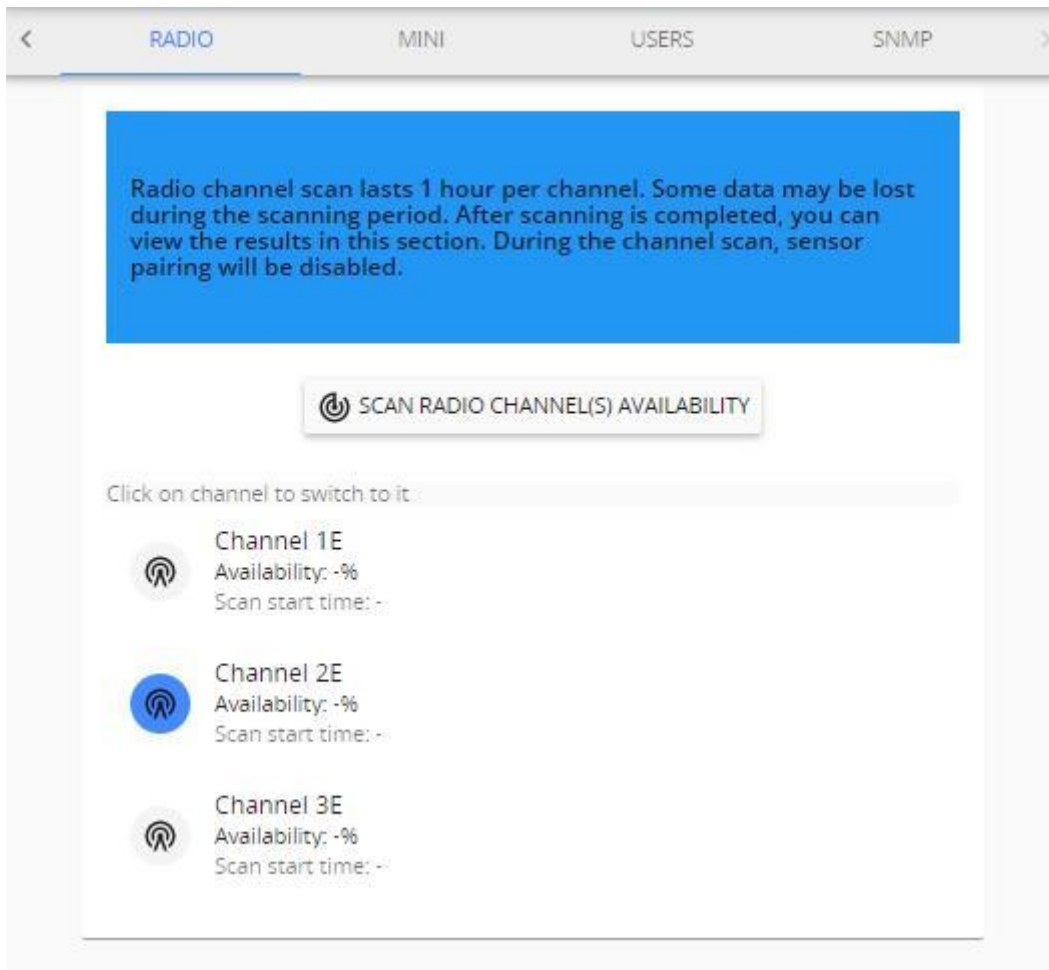 RADIO MINI USERS SNMP
Radio channel scan lasts 1 hour per channel. Some data may be lost
during the scanning period. After scanning is completed, you can
view the results in this section. During the channel scan, sensor
pairing will be disabled.
SCAN RADIO CHANNEL(S) AVAILABILITY
Click on channel to switch to it
Channel 1E
Availability: -%
Scan start time: -
Channel 2E
Availability: -%
Scan start time: -
Channel 3E
Availability: -%
Scan start time: -